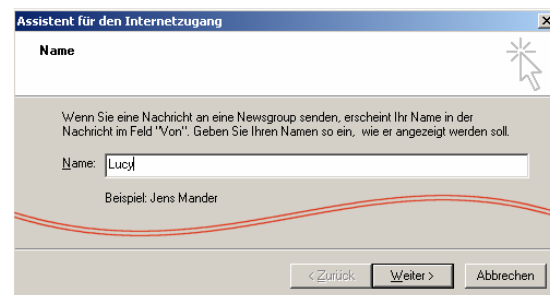 Assistent für den Internetzugang
Name
Wenn Sie eine Nachricht an eine Newsgroup senden, erscheint Ihr Name in der
Nachricht im Feld "Von". Geben Sie Ihren Namen so ein, wie er angezeigt werden soll.
Name: Lucy
Beispiel: Jens Mander
< Zurück Weiter > Abbrechen